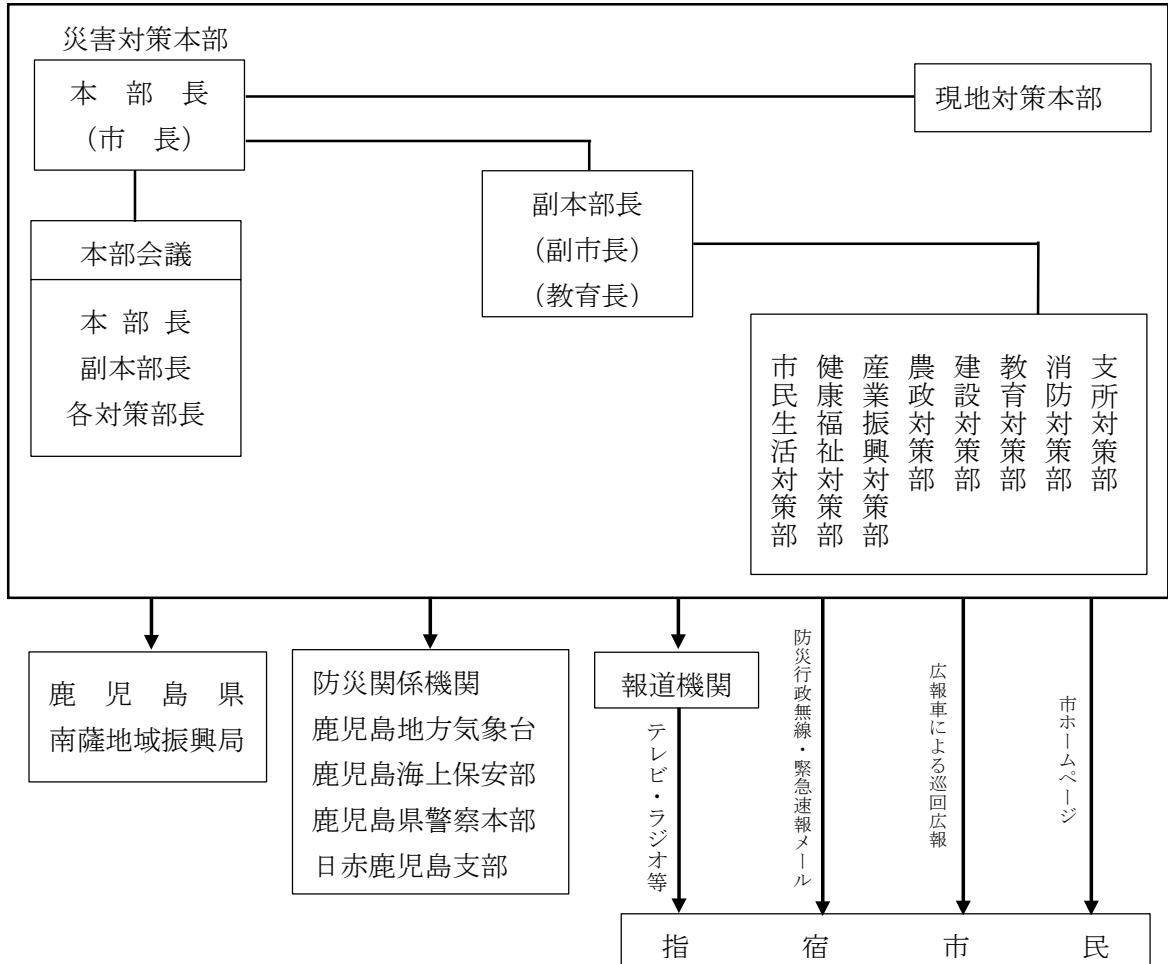 災害対策本部
本部長
（市長）
現地対策本部
副本部長
（副市長）
（教育長）
本部会議
本部長
副本部長
各対策部長
市民生活対策部
健康福祉対策部
産業振興対策部
農政対策部
建設対策部
教育対策部
消防対策部
支所対策部
鹿児島県
南薩地域振興局
防災関係機関
鹿児島地方気象台
鹿児島海上保安部
鹿児島県警察本部
日赤鹿児島支部
報道機関
テレビ・ラジオ等
防災行政無線・緊急速報メール
広報車による巡回広報
市ホームページ
指宿市民